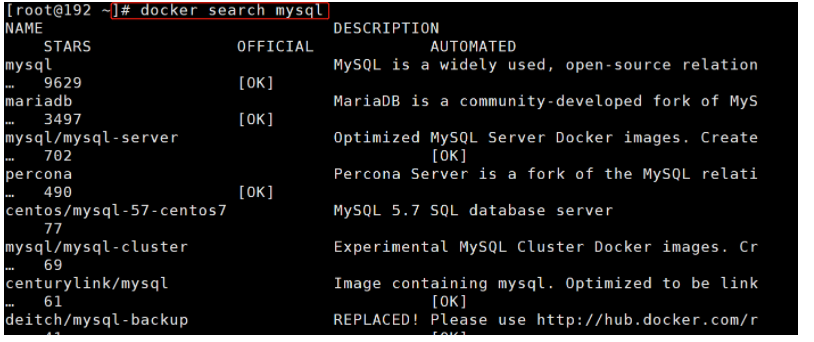 [root@192 ~]# docker search mysql
NAME DESCRIPTION
STARS OFFICIAL AUTOMATED
mysql MySQL is a widely used, open-source relation
… 9629 [OK]
mariadb MariaDB is a community-developed fork of MyS
… 3497 [OK]
mysql/mysql-server Optimized MySQL Server Docker images. Create
… 702 [OK]
percona Percona Server is a fork of the MySQL relati
… 490 [OK]
centos/mysql-57-centos7 MySQL 5.7 SQL database server
77
mysql/mysql-cluster Experimental MySQL Cluster Docker images. Cr
… 69
centurylink/mysql Image containing mysql. Optimized to be link
… 61 [OK]
deitch/mysql-backup REPLACED! Please use http://hub.docker.com/r